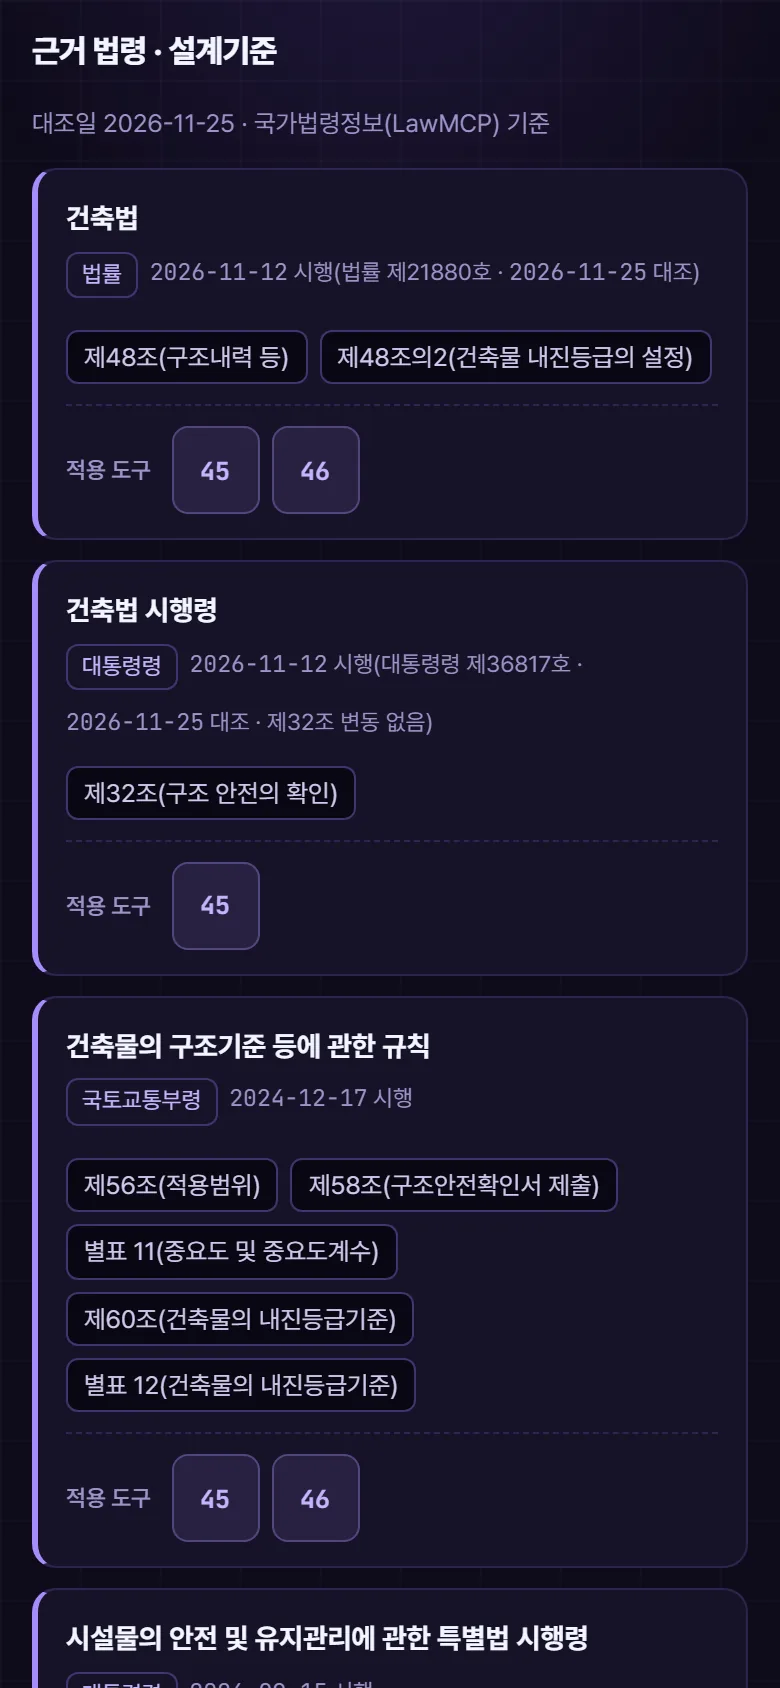 근거 법령 · 설계기준
대조일 2026-11-25 · 국가법령정보(LawMCP) 기준
건축법
법률 2026-11-12 시행(법률 제21880호 · 2026-11-25 대조)
제48조(구조내력 등) 제48조의2(건축물 내진등급의 설정)
적용 도구 45 46
건축법 시행령
대통령령 2026-11-12 시행(대통령령 제36817호 ·
2026-11-25 대조 · 제32조 변동 없음)
제32조(구조 안전의 확인)
적용 도구 45
건축물의 구조기준 등에 관한 규칙
국토교통부령 2024-12-17 시행
제56조(적용범위) 제58조(구조안전확인서 제출)
별표 11(중요도 및 중요도계수)
제60조(건축물의 내진등급기준)
별표 12(건축물의 내진등급기준)
적용 도구 45 46
시설물의 안전 및 유지관리에 관한 특별법 시행령